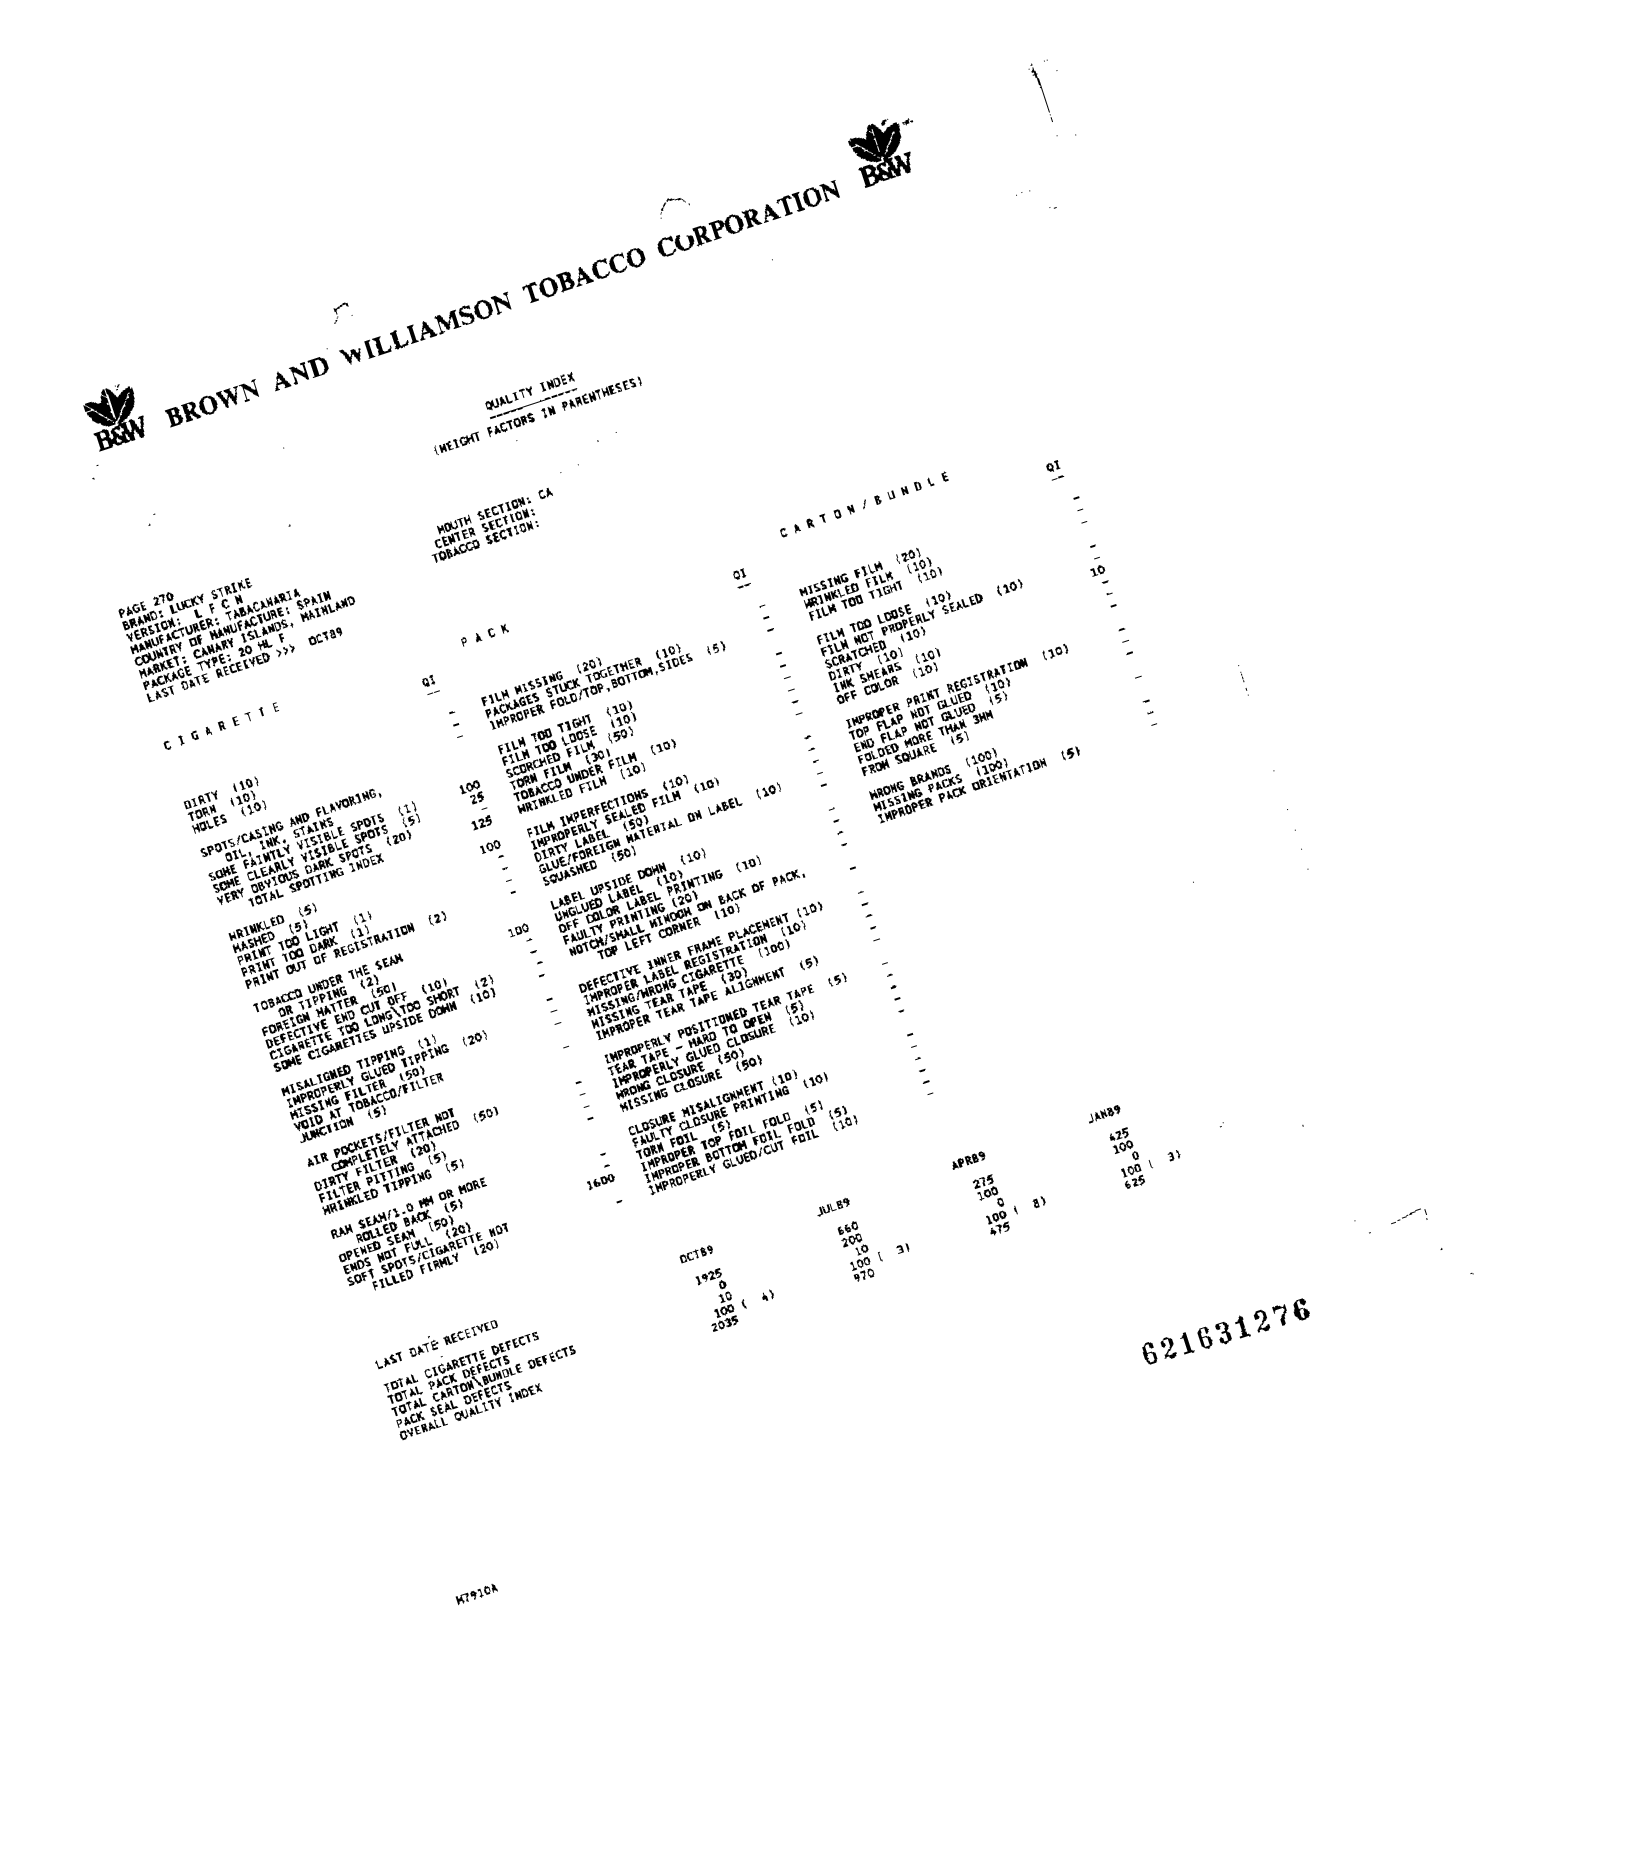 B&W BROWN AND WILLIAMSON TOBACCO CORPORATION B&W
QUALITY INDEX
(WEIGHT FACTORS IN PARENTHESES)
PAGE 270
BRAND: LUCKY STRIKE
VERSION: L F C N
MANUFACTURER: TABACANARIA
COUNTRY OF MANUFACTURE: SPAIN
MARKET: CANARY ISLANDS, MAINLAND
PACKAGE TYPE: 20 HL F
LAST DATE RECEIVED >>> OCT89
MOUTH SECTION: CA
CENTER SECTION:
TOBACCO SECTION:
C I G A R E T T E QI
DIRTY (10) -
TORN (10) -
HOLES (10) -
SPOTS/CASING AND FLAVORING,
OIL, INK, STAINS
SOME FAINTLY VISIBLE SPOTS (1) 100
SOME CLEARLY VISIBLE SPOTS (5) 25
VERY OBVIOUS DARK SPOTS (20) -
TOTAL SPOTTING INDEX 125
WRINKLED (5) 100
MASHED (5) -
PRINT TOO LIGHT (1) -
PRINT TOO DARK (1) -
PRINT OUT OF REGISTRATION (2) -
TOBACCO UNDER THE SEAM
OR TIPPING (2) 100
FOREIGN MATTER (50) -
DEFECTIVE END CUT OFF (10) -
CIGARETTE TOO LONG\TOO SHORT (2) -
SOME CIGARETTES UPSIDE DOWN (10) -
MISALIGNED TIPPING (1) -
IMPROPERLY GLUED TIPPING (20) -
MISSING FILTER (50) -
VOID AT TOBACCO/FILTER
JUNCTION (5) -
AIR POCKETS/FILTER NOT
COMPLETELY ATTACHED (50) -
DIRTY FILTER (20) -
FILTER PITTING (5) -
WRINKLED TIPPING (5) -
RAW SEAM/1.0 MM OR MORE
ROLLED BACK (5) -
OPENED SEAM (50) -
ENDS NOT FULL (20) 1600
SOFT SPOTS/CIGARETTE NOT
FILLED FIRMLY (20) -
P A C K QI
FILM MISSING (20) -
PACKAGES STUCK TOGETHER (10) -
IMPROPER FOLD/TOP,BOTTOM,SIDES (5) -
FILM TOO TIGHT (10) -
FILM TOO LOOSE (10) -
SCORCHED FILM (50) -
TORN FILM (30) -
TOBACCO UNDER FILM (10) -
WRINKLED FILM (10) -
FILM IMPERFECTIONS (10) -
IMPROPERLY SEALED FILM (10) -
DIRTY LABEL (50) -
GLUE/FOREIGN MATERIAL ON LABEL (10) -
SQUASHED (50) -
LABEL UPSIDE DOWN (10) -
UNGLUED LABEL (10) -
OFF COLOR LABEL PRINTING (10) -
FAULTY PRINTING (20) -
NOTCH/SMALL WINDOW ON BACK OF PACK,
TOP LEFT CORNER (10) -
DEFECTIVE INNER FRAME PLACEMENT (10) -
IMPROPER LABEL REGISTRATION (10) -
MISSING/WRONG CIGARETTE (100) -
MISSING TEAR TAPE (30) -
IMPROPER TEAR TAPE ALIGNMENT (5) -
IMPROPERLY POSITIONED TEAR TAPE (5) -
TEAR TAPE - HARD TO OPEN (5) -
IMPROPERLY GLUED CLOSURE (10) -
WRONG CLOSURE (50) -
MISSING CLOSURE (50) -
CLOSURE MISALIGNMENT (10) -
FAULTY CLOSURE PRINTING (10) -
TORN FOIL (5) -
IMPROPER TOP FOIL FOLD (5) -
IMPROPER BOTTOM FOIL FOLD (5) -
IMPROPERLY GLUED/CUT FOIL (10) -
C A R T O N / B U N D L E QI
MISSING FILM (20) -
WRINKLED FILM (10) -
FILM TOO TIGHT (10) -
FILM TOO LOOSE (10) -
FILM NOT PROPERLY SEALED (10) -
SCRATCHED (10) 10
DIRTY (10) -
INK SMEARS (10) -
OFF COLOR (10) -
IMPROPER PRINT REGISTRATION (10) -
TOP FLAP NOT GLUED (10) -
END FLAP NOT GLUED (5) -
FOLDED MORE THAN 3MM
FROM SQUARE (5) -
WRONG BRANDS (100) -
MISSING PACKS (100) -
IMPROPER PACK ORIENTATION (5) -
LAST DATE RECEIVED OCT89 JUL89 APR89 JAN89
TOTAL CIGARETTE DEFECTS 1925 660 275 425
TOTAL PACK DEFECTS 0 200 100 100
TOTAL CARTON\BUNDLE DEFECTS 10 10 0 0
PACK SEAL DEFECTS 100 ( 4) 100 ( 3) 100 ( 8) 100 ( 3)
OVERALL QUALITY INDEX 2035 970 475 625
621631276
M7910A